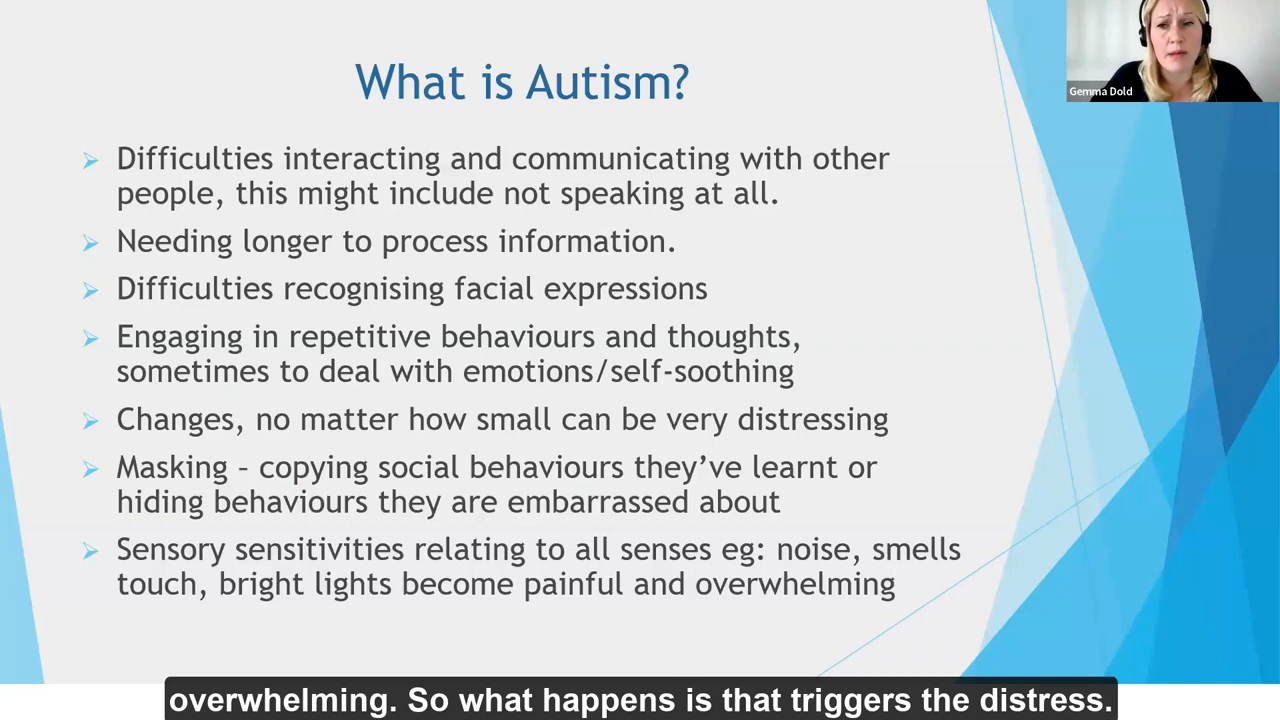 What is Autism?
Gemma Dold
Difficulties interacting and communicating with other
people, this might include not speaking at all.
Needing longer to process information.
Difficulties recognising facial expressions
Engaging in repetitive behaviours and thoughts,
sometimes to deal with emotions/self-soothing
Changes, no matter how small can be very distressing
Masking – copying social behaviours they’ve learnt or
hiding behaviours they are embarrassed about
Sensory sensitivities relating to all senses eg: noise, smells
touch, bright lights become painful and overwhelming
overwhelming. So what happens is that triggers the distress.